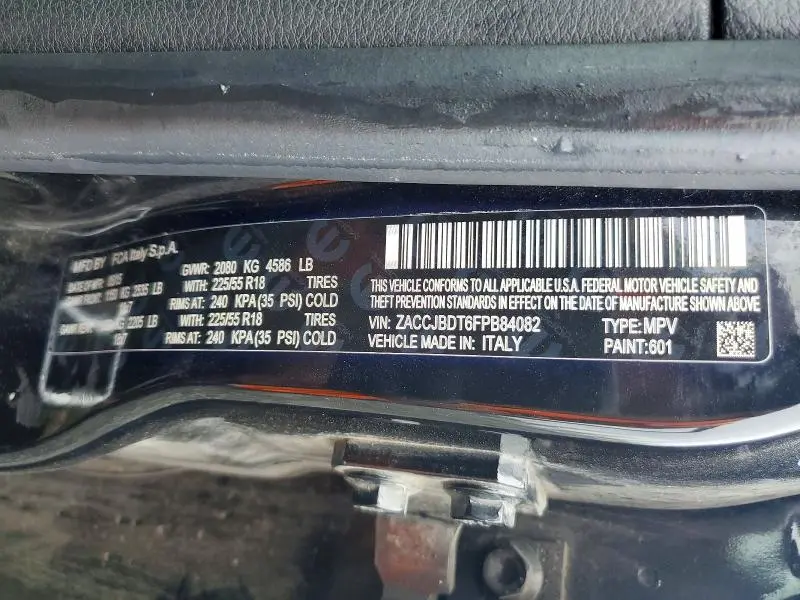 MFD BY FCA Italy S.p.A.
GVWR: 2080 KG 4586 LB
WITH: 225/55 R18 TIRES
RIMS AT: 240 KPA(35 PSI) COLD
LB WITH: 225/55 R18 TIRES
RIMS AT: 240 KPA(35 PSI) COLD
THIS VEHICLE CONFORMS TO ALL APPLICABLE U.S.A. FEDERAL MOTOR VEHICLE SAFETY AND
THEFT PREVENTION STANDARDS IN EFFECT ON THE DATE OF MANUFACTURE SHOWN ABOVE
VIN: ZACCJBDT6FPB84082 TYPE: MPV
VEHICLE MADE IN: ITALY PAINT: 601